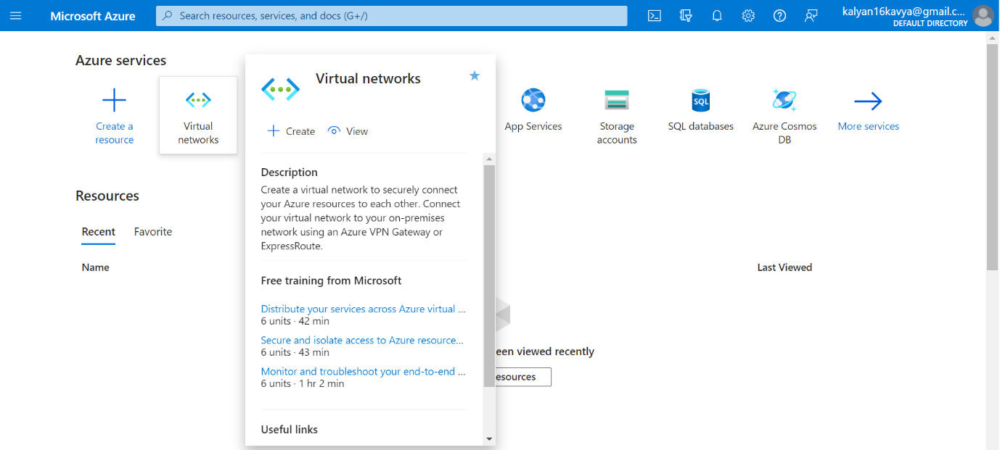 Microsoft Azure
Search resources, services, and docs (G+/)
kalyan16kavya@gmail.c...
DEFAULT DIRECTORY
Azure services
Create a
resource
Virtual
networks
Virtual networks
Create
View
Description
Create a virtual network to securely connect
your Azure resources to each other. Connect
your virtual network to your on-premises
network using an Azure VPN Gateway or
ExpressRoute.
Free training from Microsoft
Distribute your services across Azure virtual ...
6 units · 42 min
Secure and isolate access to Azure resource...
6 units · 43 min
Monitor and troubleshoot your end-to-end ...
6 units · 1 hr 2 min
Useful links
App Services
Storage
accounts
SQL
SQL databases
Azure Cosmos
DB
More services
Resources
Recent
Favorite
Name
Last Viewed
een viewed recently
esources